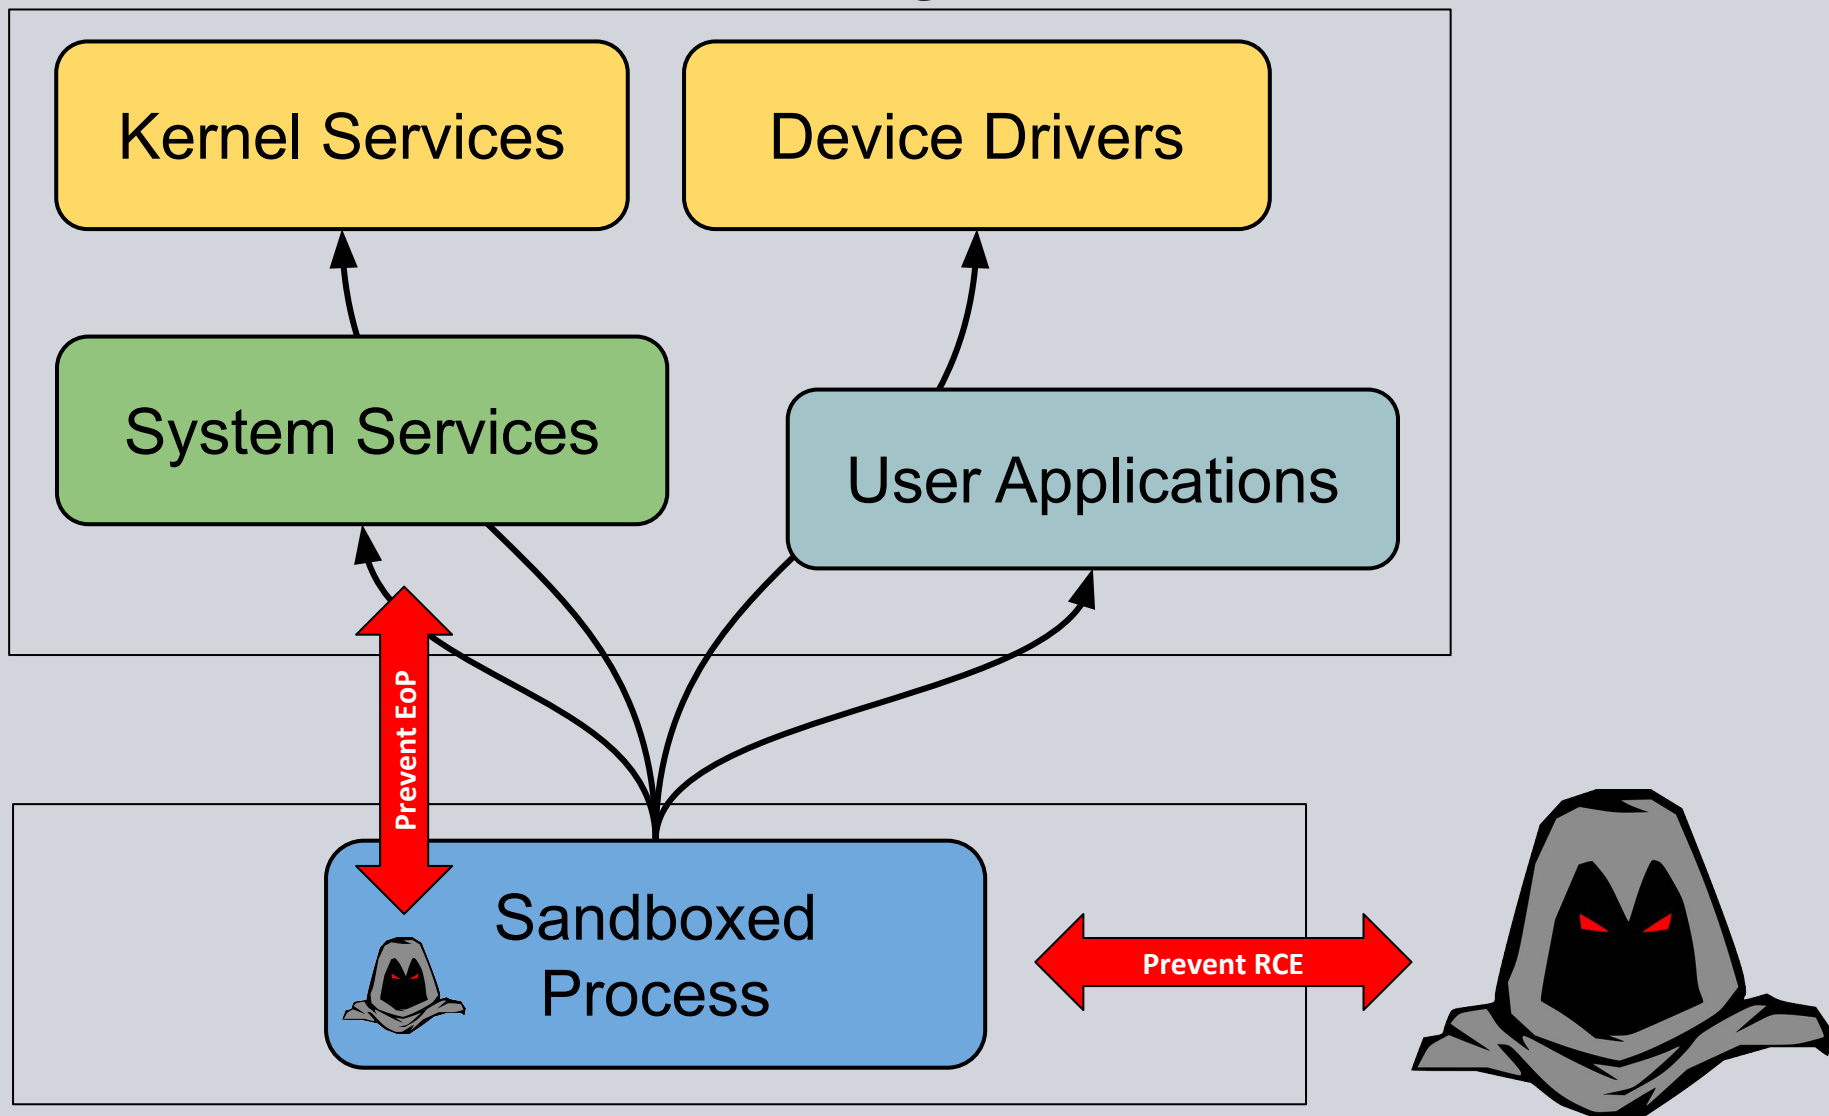 Kernel Services
Device Drivers
System Services
User Applications
Prevent EoP
Sandboxed
Process
Prevent RCE